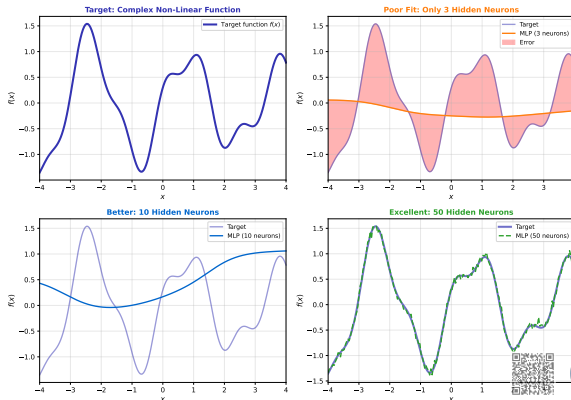 Target: Complex Non-Linear Function
Target function f(x)
1.5
1.0
0.5
0.0
−0.5
−1.0
f(x)
−4 −3 −2 −1 0 1 2 3 4
x
Poor Fit: Only 3 Hidden Neurons
Target
MLP (3 neurons)
Error
1.5
1.0
0.5
0.0
−0.5
−1.0
f(x)
−4 −3 −2 −1 0 1 2 3
x
Better: 10 Hidden Neurons
Target
MLP (10 neurons)
1.5
1.0
0.5
0.0
−0.5
−1.0
f(x)
−4 −3 −2 −1 0 1 2 3 4
x
Excellent: 50 Hidden Neurons
Target
MLP (50 neurons)
1.5
1.0
0.5
0.0
−0.5
−1.0
−1.5
f(x)
−4 −3 −2 −1 0 1 2 3
x